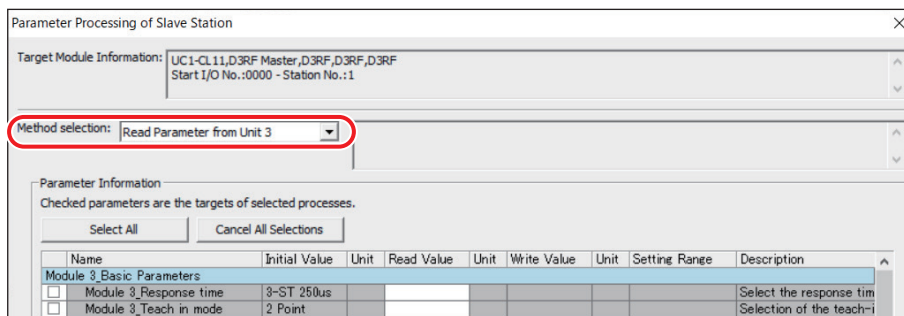 Parameter Processing of Slave Station
Target Module Information: UC1-CL11,D3RF Master,D3RF,D3RF,D3RF
Start I/O No.:0000 - Station No.:1
Method selection: Read Parameter from Unit 3
Parameter Information
Checked parameters are the targets of selected processes.
Select All Cancel All Selections
Name Initial Value Unit Read Value Unit Write Value Unit Setting Range Description
Module 3_Basic Parameters
Module 3_Response time 3-ST 250us Select the response tim
Module 3_Teach in mode 2 Point Selection of the teach-i